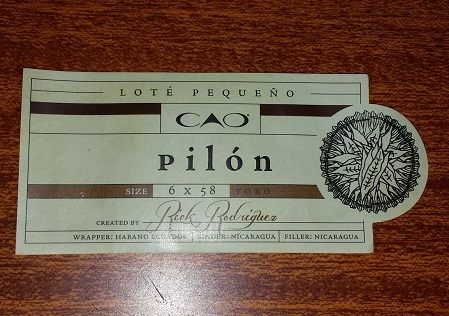 LOTÉ PEQUEÑO
CAO
pilón
SIZE 6 x 58 TORO
CREATED BY Rick Rodriguez
WRAPPER: HABANO ECUADOR | BINDER: NICARAGUA | FILLER: NICARAGUA